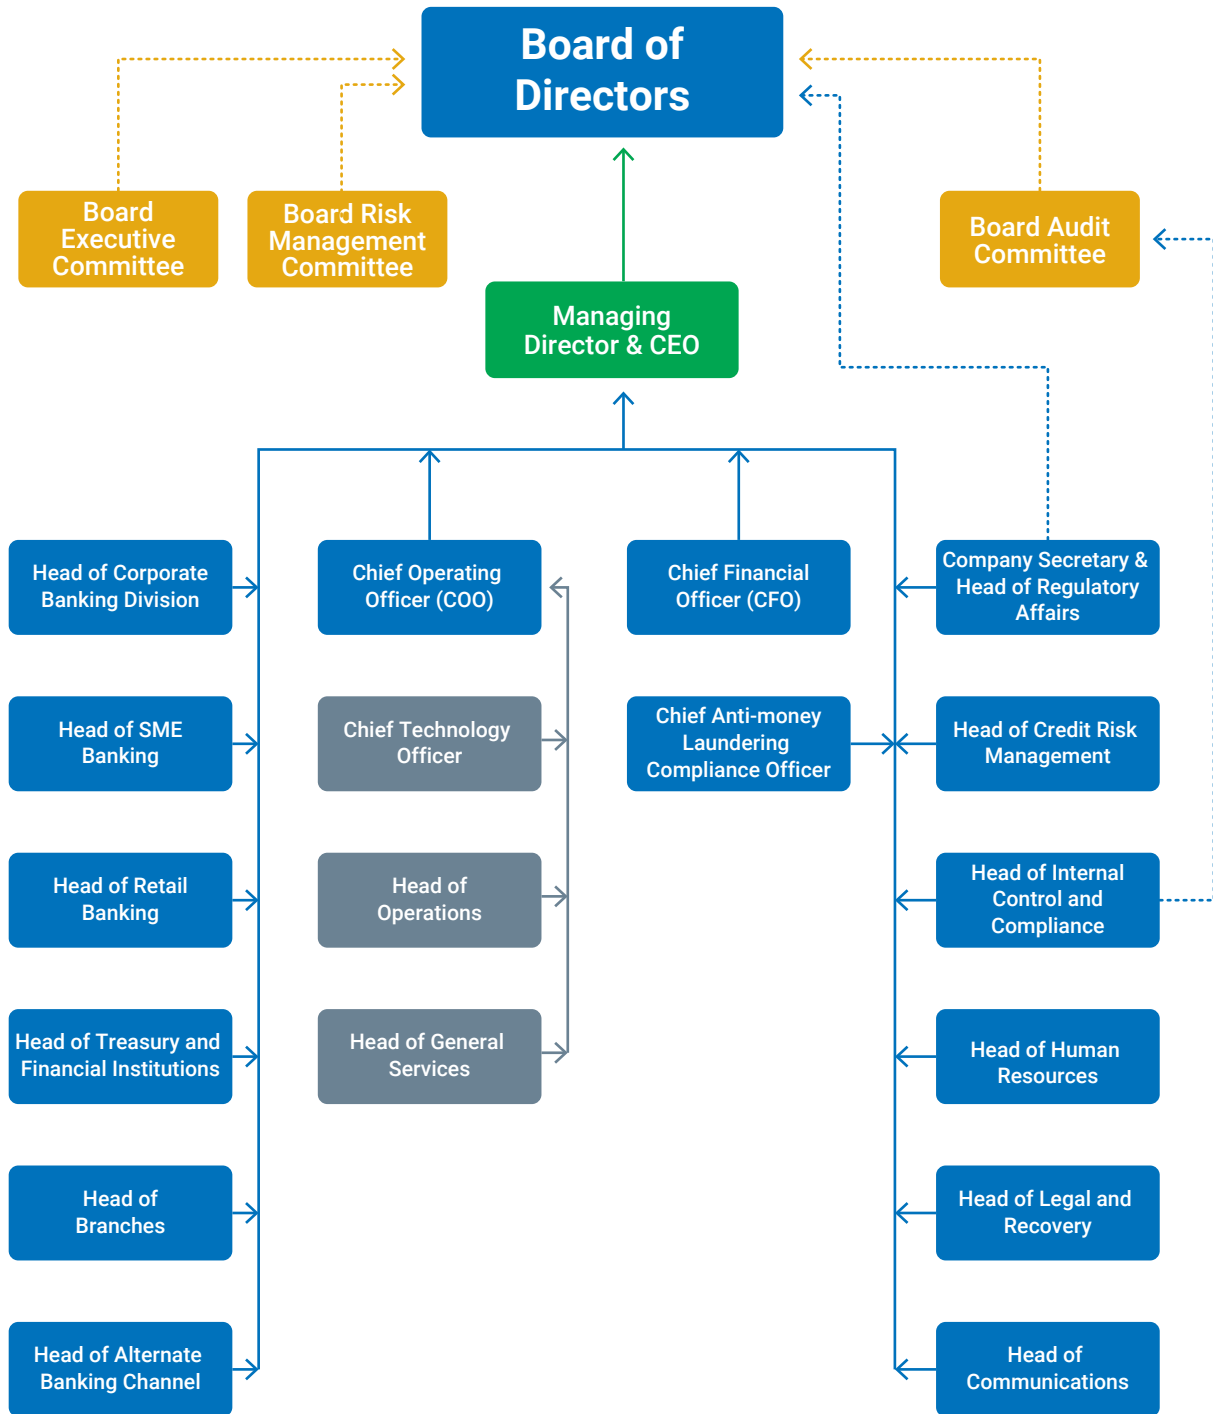 Board of
Directors
Board
Executive
Committee
Board Risk
Management
Committee
Board Audit
Committee
Managing
Director & CEO
Head of Corporate
Banking Division
Chief Operating
Officer (COO)
Chief Financial
Officer (CFO)
Company Secretary &
Head of Regulatory
Affairs
Head of SME
Banking
Chief Technology
Officer
Chief Anti-money
Laundering
Compliance Officer
Head of Credit Risk
Management
Head of Retail
Banking
Head of
Operations
Head of Internal
Control and
Compliance
Head of Treasury and
Financial Institutions
Head of General
Services
Head of Human
Resources
Head of
Branches
Head of Legal and
Recovery
Head of Alternate
Banking Channel
Head of
Communications